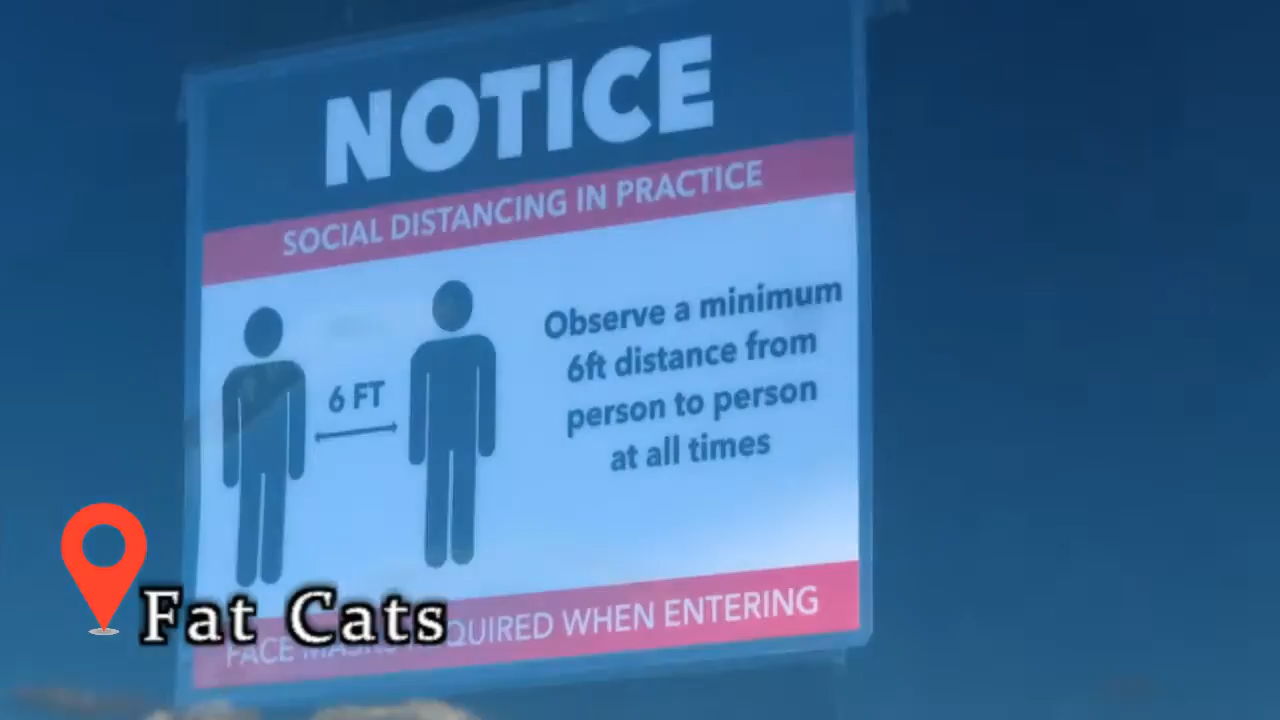 NOTICE
SOCIAL DISTANCING IN PRACTICE
6 FT
Observe a minimum
6ft distance from
person to person
at all times
FACE MASKS REQUIRED WHEN ENTERING
Fat Cats